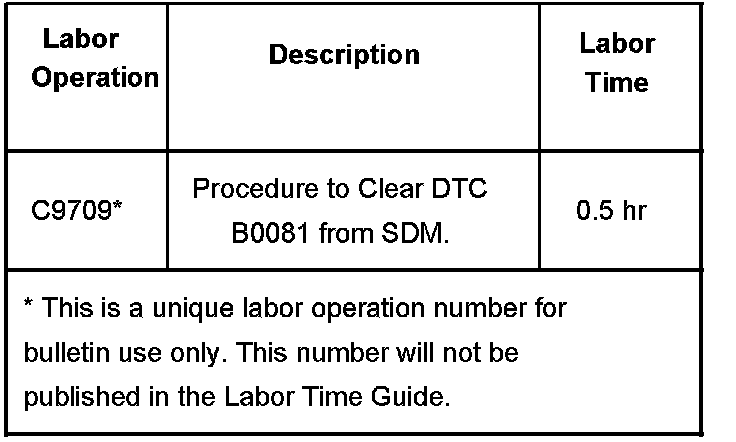 Labor
Operation
Description
Labor
Time
C9709*
Procedure to Clear DTC
B0081 from SDM.
0.5 hr
* This is a unique labor operation number for
bulletin use only. This number will not be
published in the Labor Time Guide.